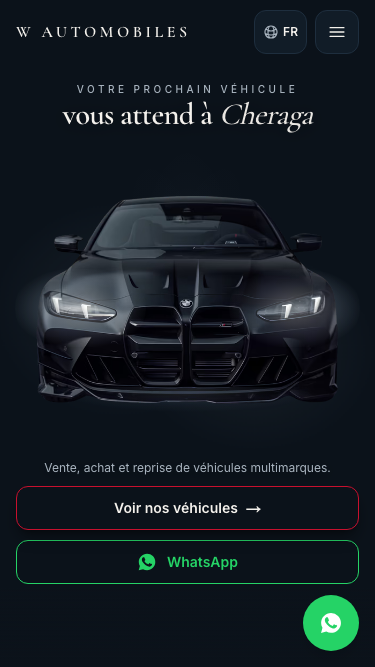 W AUTOMOBILES
FR
VOTRE PROCHAIN VÉHICULE
vous attend à Cheraga
Vente, achat et reprise de véhicules multimarques.
Voir nos véhicules →
WhatsApp